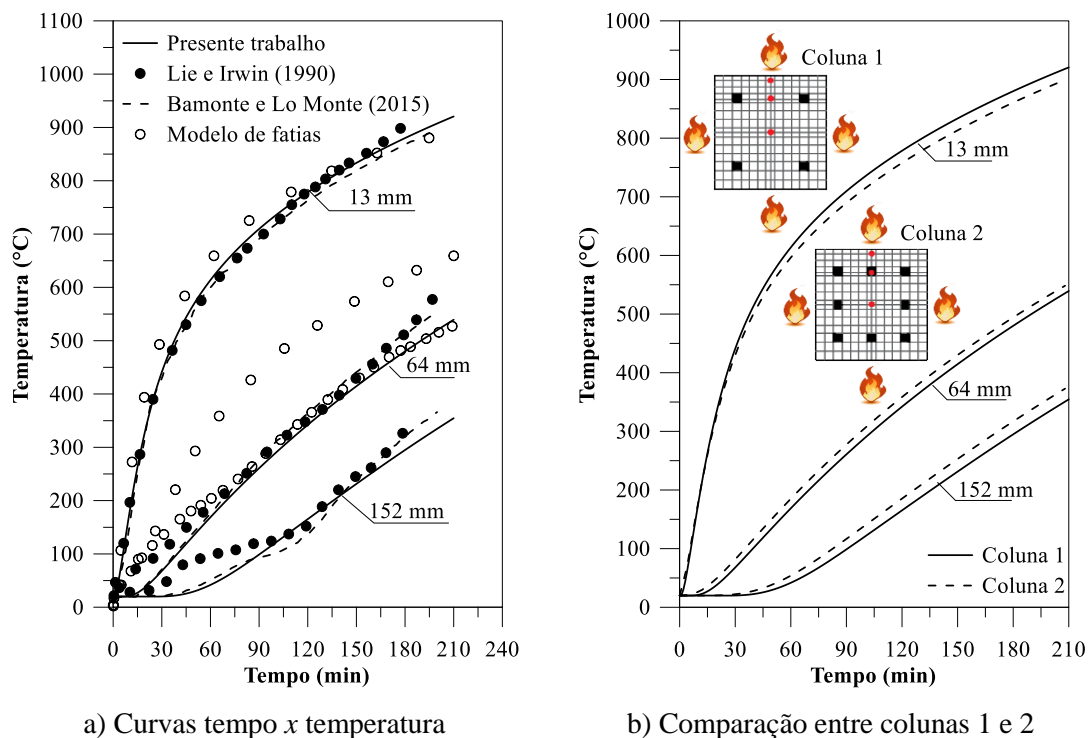 1100
1000
900
800
700
600
500
400
300
200
100
0
Temperatura (°C)
Presente trabalho
Lie e Irwin (1990)
Bamonte e Lo Monte (2015)
Modelo de fatias
13 mm
64 mm
152 mm
0 30 60 90 120 150 180 210 240
Tempo (min)
a) Curvas tempo x temperatura
1000
900
800
700
600
500
400
300
200
100
0
Temperatura (°C)
Coluna 1
Coluna 2
13 mm
64 mm
152 mm
Coluna 1
Coluna 2
0 30 60 90 120 150 180 210
Tempo (min)
b) Comparação entre colunas 1 e 2